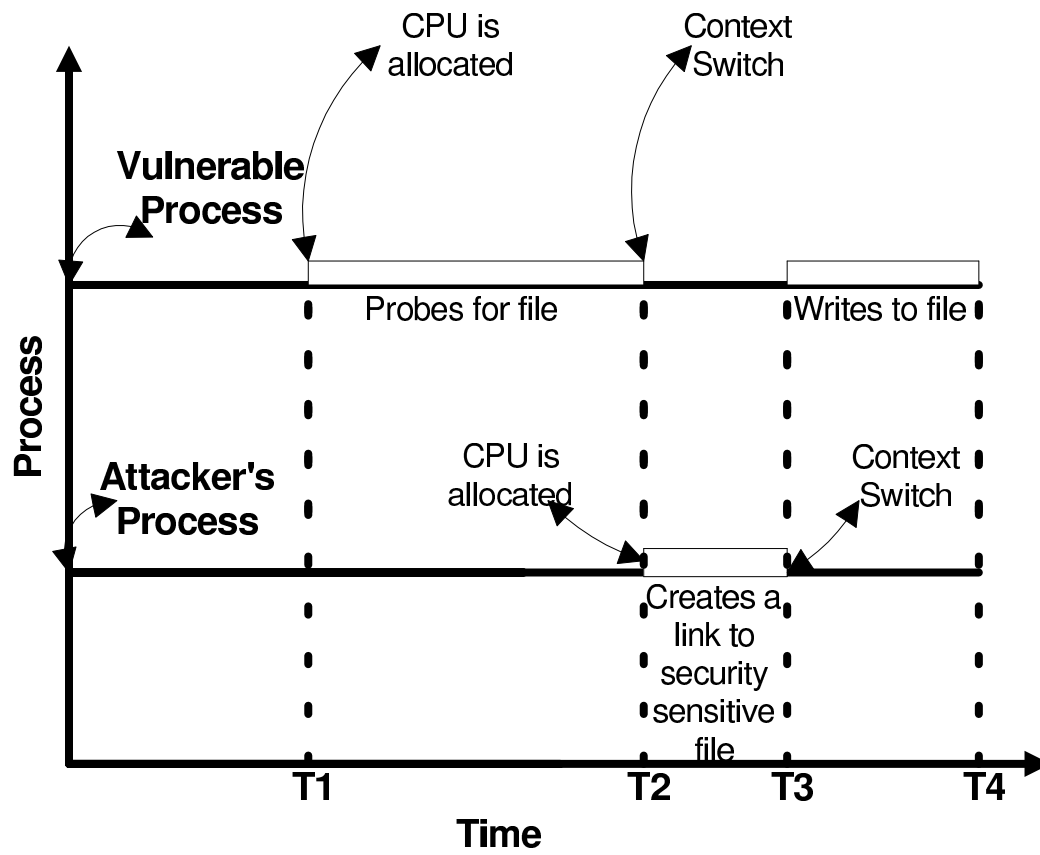 CPU is
allocated
Context
Switch
Vulnerable
Process
Probes for file
Writes to file
Process
CPU is
allocated
Context
Switch
Attacker's
Process
Creates a
link to
security
sensitive
file
T1
T2
T3
T4
Time